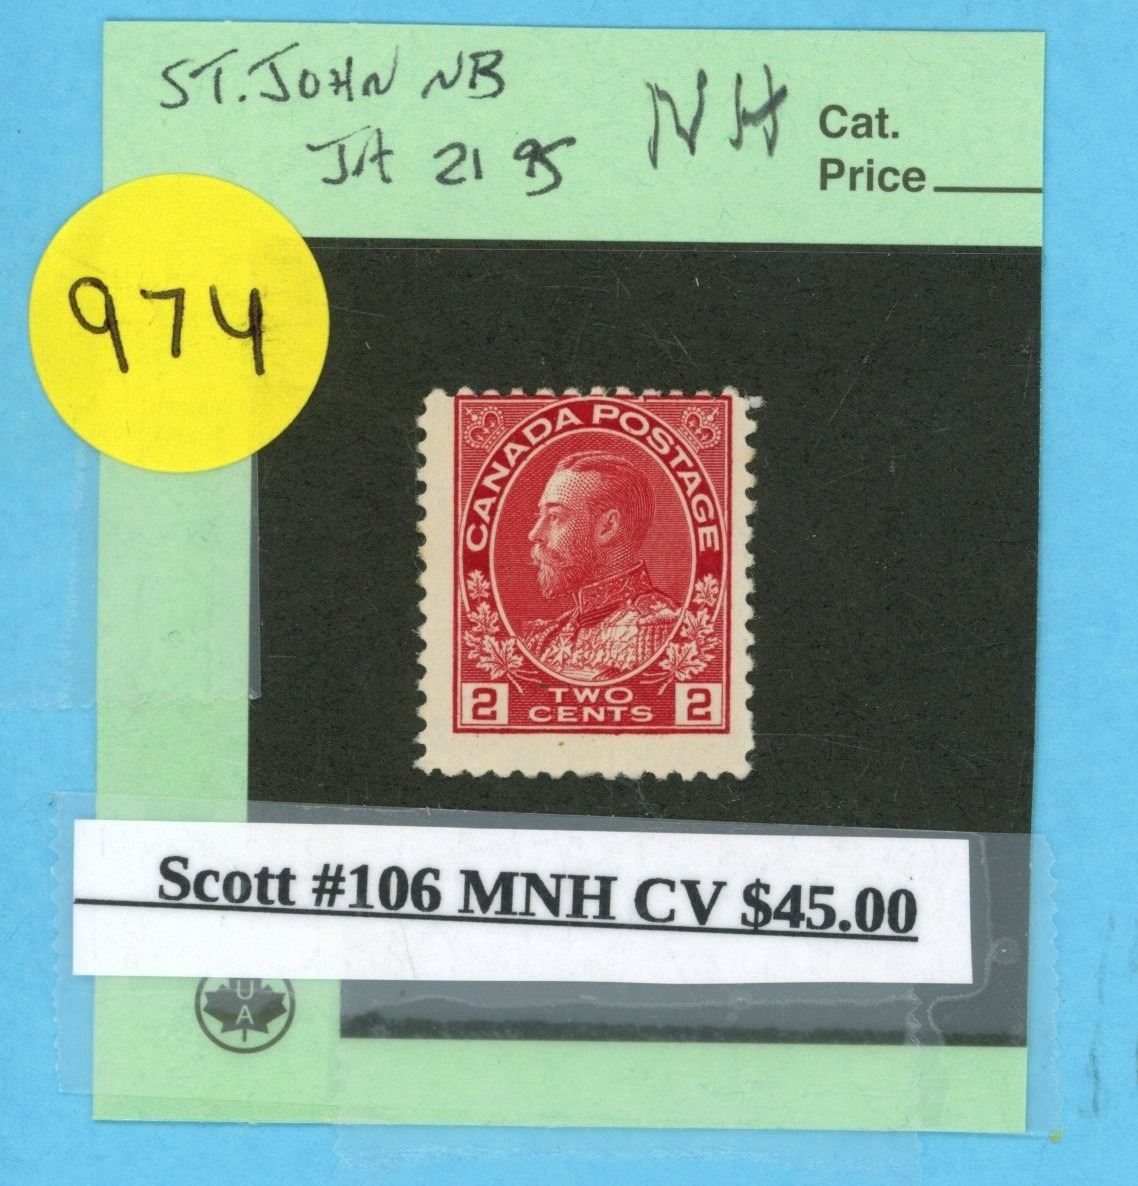 ST. JOHN NB
JA 21 95
NH
Cat.
Price
974
CANADA POSTAGE
2 TWO CENTS 2
Scott #106 MNH CV $45.00
U
A